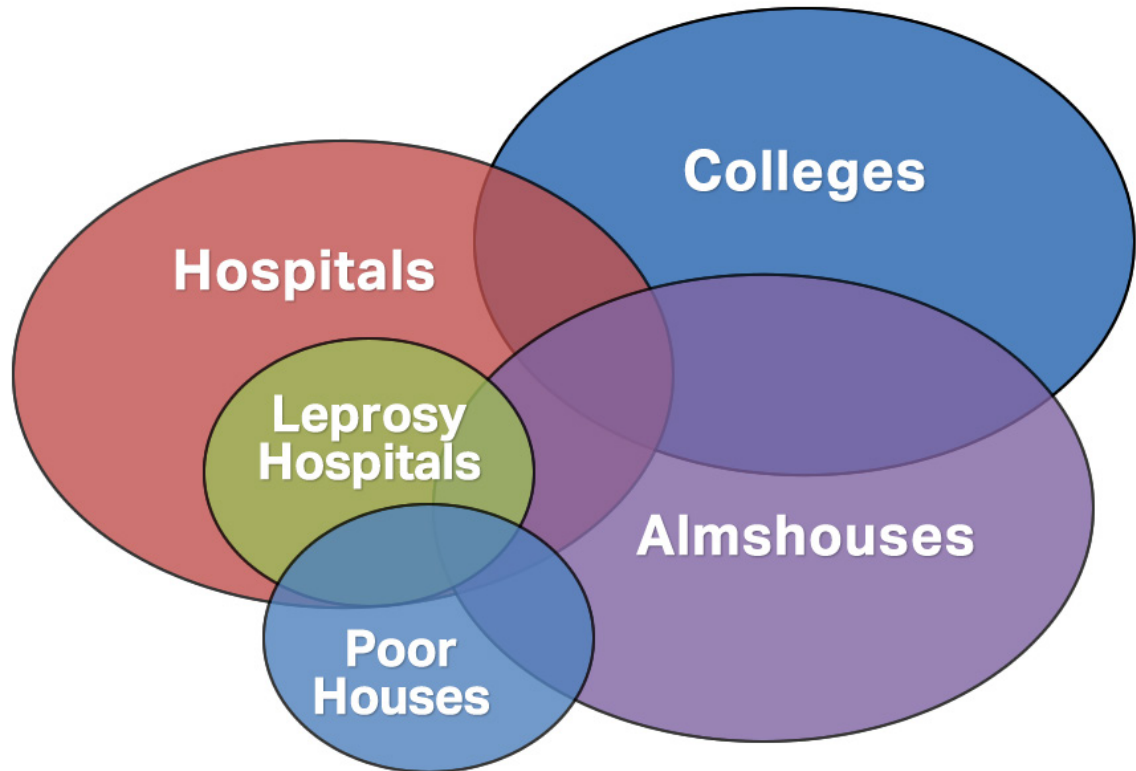 Colleges
Hospitals
Leprosy
Hospitals
Almshouses
Poor
Houses